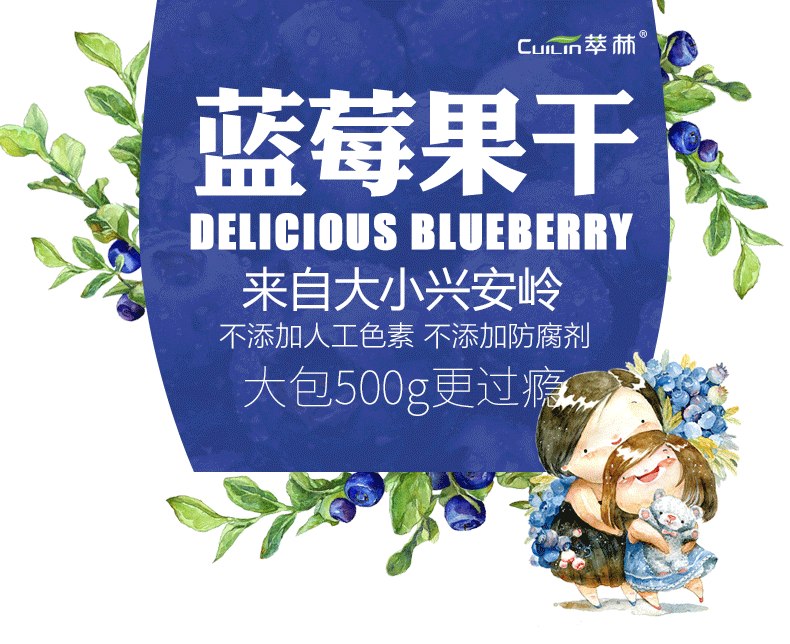 CUILIN萃林®
蓝莓果干
DELICIOUS BLUEBERRY
来自大小兴安岭
不添加人工色素 不添加防腐剂
大包500g更过瘾